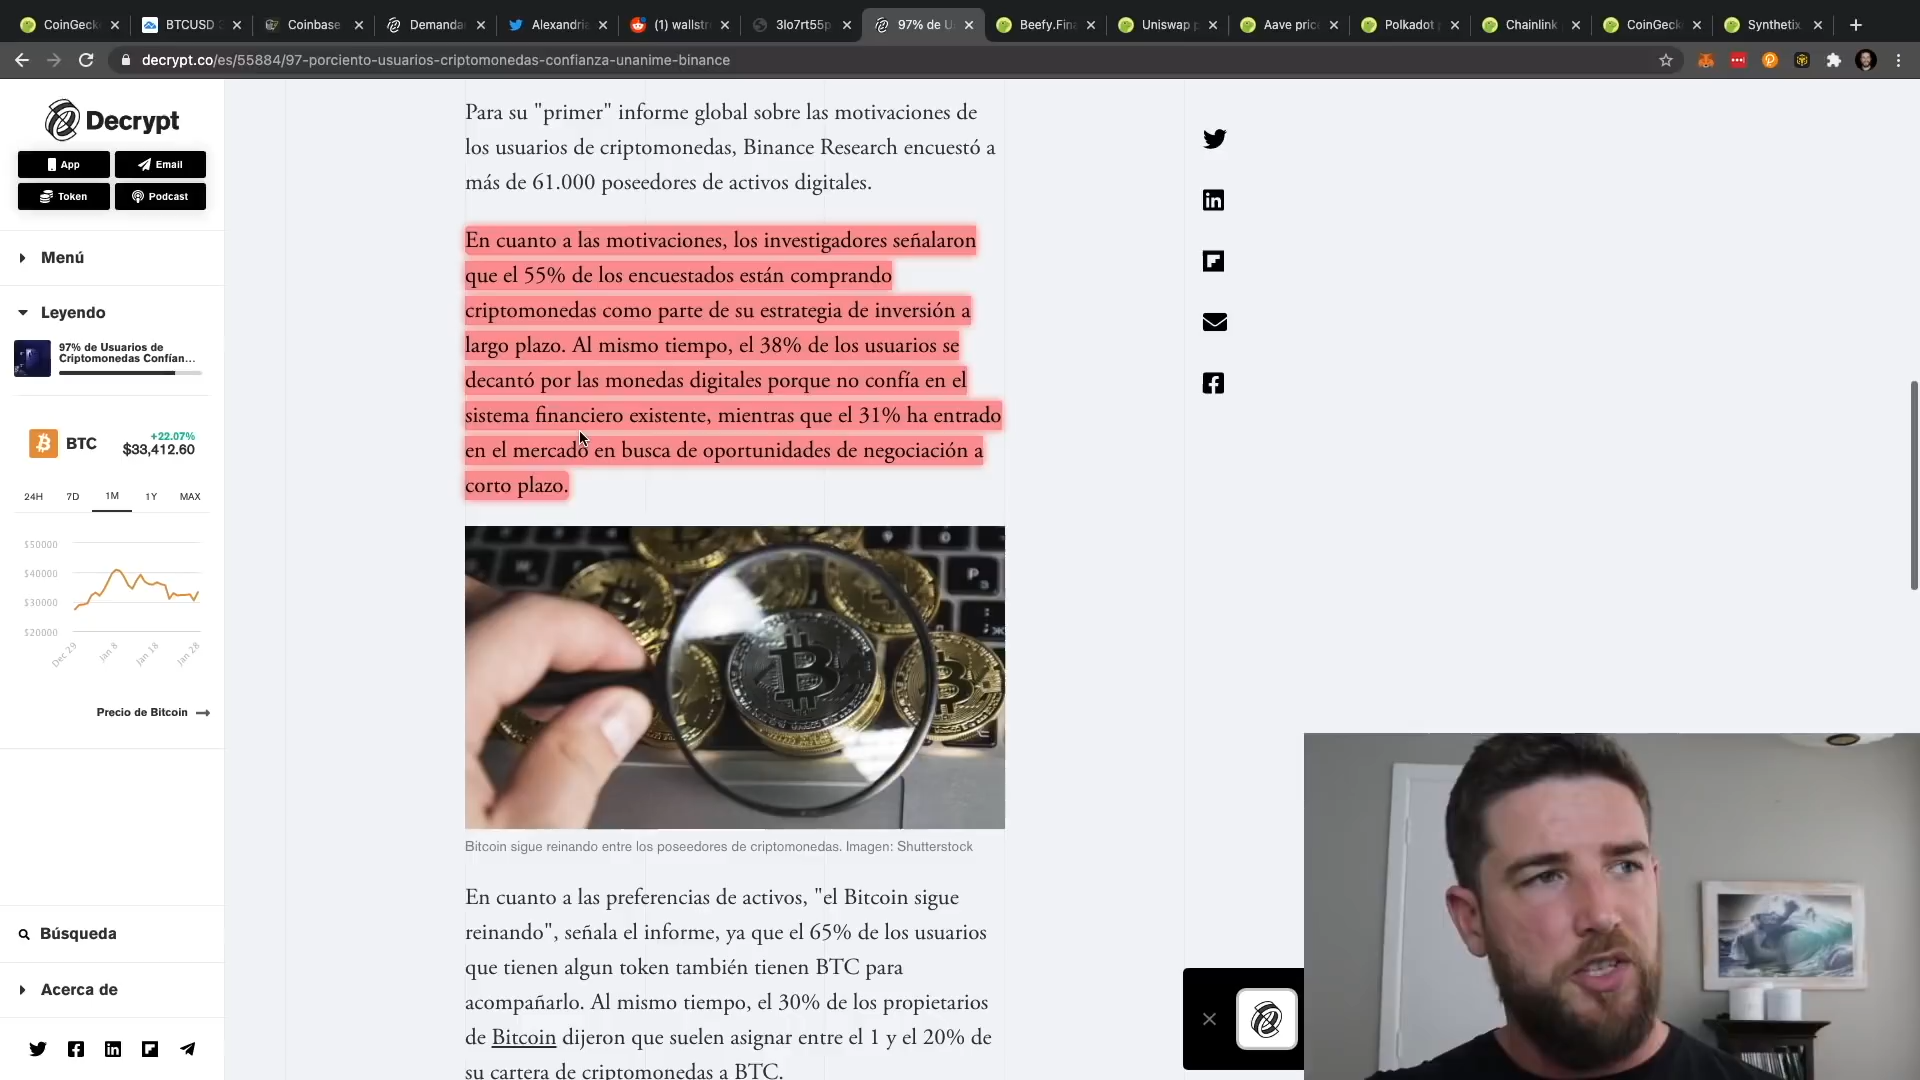 CoinGeck
BTCUSD
Coinbase
Demanda
Alexandri
(1) wallstr
3lo7rt55p
97% de U
Beefy.Fin
Uniswap p
Aave price
Polkadot
Chainlink
CoinGeck
Synthetix
decrypt.co/es/55884/97-porciento-usuarios-criptomonedas-confianza-unanime-binance
Decrypt
App
Email
Token
Podcast
Menú
Leyendo
97% de Usuarios de
Criptomonedas Confían...
BTC
+22.07%
$33,412.60
24H 7D 1M 1Y MAX
$50000
$40000
$30000
$20000
Dec 29 Jan 8 Jan 18 Jan 28
Precio de Bitcoin
Búsqueda
Acerca de
Para su "primer" informe global sobre las motivaciones de
los usuarios de criptomonedas, Binance Research encuestó a
más de 61.000 poseedores de activos digitales.
En cuanto a las motivaciones, los investigadores señalaron
que el 55% de los encuestados están comprando
criptomonedas como parte de su estrategia de inversión a
largo plazo. Al mismo tiempo, el 38% de los usuarios se
decantó por las monedas digitales porque no confía en el
sistema financiero existente, mientras que el 31% ha entrado
en el mercado en busca de oportunidades de negociación a
corto plazo.
Bitcoin sigue reinando entre los poseedores de criptomonedas. Imagen: Shutterstock
En cuanto a las preferencias de activos, "el Bitcoin sigue
reinando", señala el informe, ya que el 65% de los usuarios
que tienen algun token también tienen BTC para
acompañarlo. Al mismo tiempo, el 30% de los propietarios
de Bitcoin dijeron que suelen asignar entre el 1 y el 20% de
su cartera de criptomonedas a BTC.